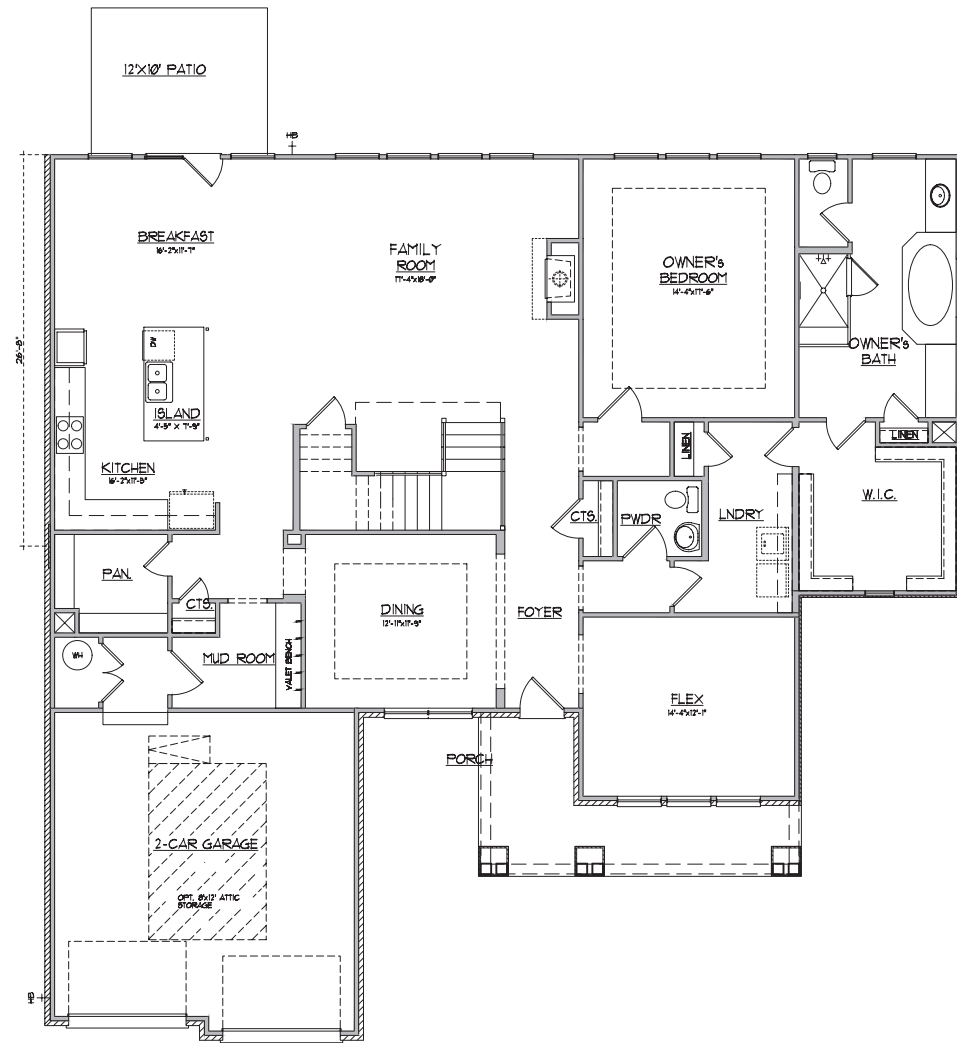 12'X10' PATIO
HB
BREAKFAST
16'-2"x11'-7"
FAMILY
ROOM
17'-4"x18'-0"
OWNER's
BEDROOM
14'-4"x17'-6"
26'-8"
DW
ISLAND
4'-3" X 7'-9"
OWNER's
BATH
KITCHEN
16'-2"x11'-8"
LINEN
LINEN
W.I.C.
CTS.
PWDR
LNDRY
PAN.
CTS.
DINING
12'-11"x11'-9"
FOYER
WH
MUD ROOM
VALET BENCH
FLEX
14'-4"x12'-1"
PORCH
2-CAR GARAGE
OPT. 8'x12' ATTIC
STORAGE
HB